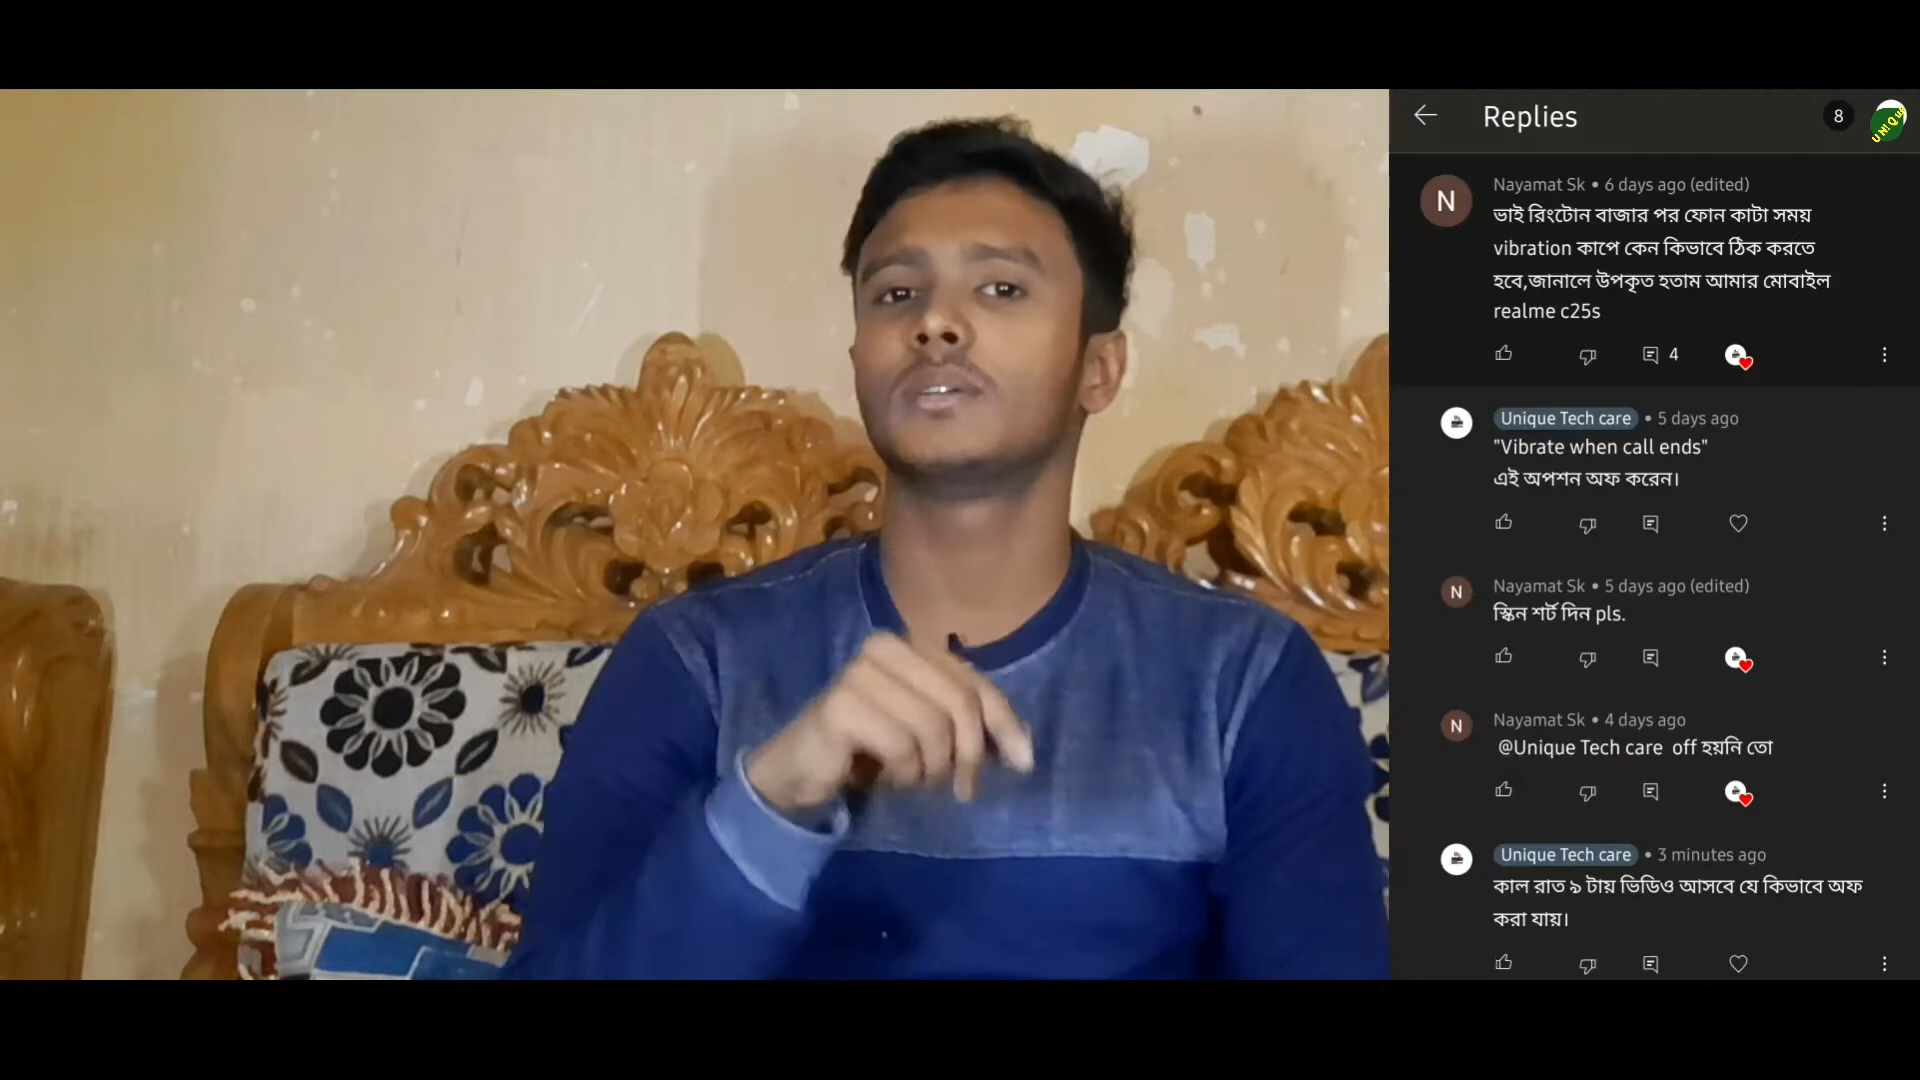 Replies
8
UNIQUE
N
Nayamat Sk • 6 days ago (edited)
ভাই রিংটোন বাজার পর ফোন কাটা সময়
vibration কাপে কেন কিভাবে ঠিক করতে
হবে,জানালে উপকৃত হতাম আমার মোবাইল
realme c25s
4
Unique Tech care • 5 days ago
"Vibrate when call ends"
এই অপশন অফ করেন।
N
Nayamat Sk • 5 days ago (edited)
স্কিন শর্ট দিন pls.
N
Nayamat Sk • 4 days ago
@Unique Tech care off হয়নি তো
Unique Tech care • 3 minutes ago
কাল রাত ৯ টায় ভিডিও আসবে যে কিভাবে অফ
করা যায়।